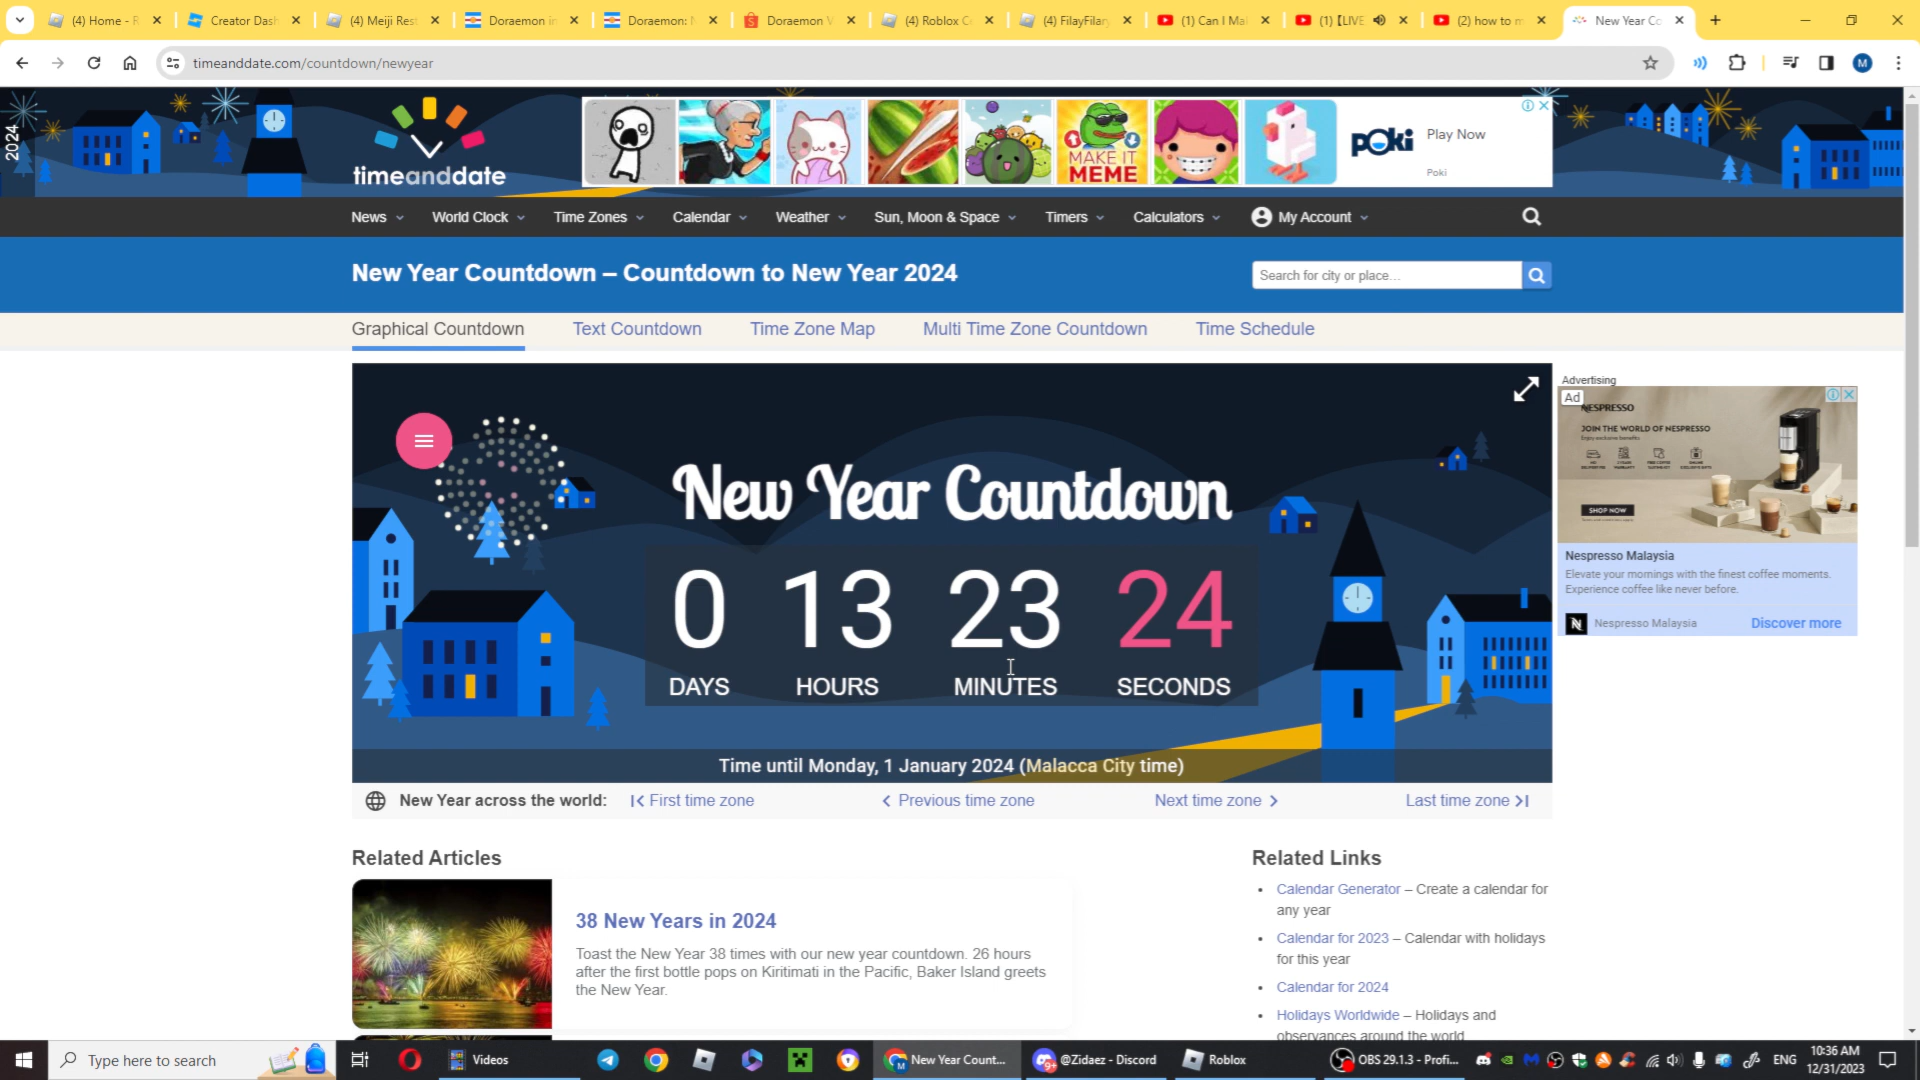 (4) Home - R
Creator Dash
(4) Meiji Rest
Doraemon in
Doraemon: N
Doraemon V
(4) Roblox C
(4) FilayFilar
(1) Can I Ma
(1)【LIVE
(2) how to m
New Year Co
timeanddate.com/countdown/newyear
M
2024
timeanddate
MAKE IT
MEME
POKi
Play Now
Poki
News
World Clock
Time Zones
Calendar
Weather
Sun, Moon & Space
Timers
Calculators
My Account
New Year Countdown – Countdown to New Year 2024
Search for city or place...
Graphical Countdown
Text Countdown
Time Zone Map
Multi Time Zone Countdown
Time Schedule
New Year Countdown
0 13 23 24
DAYS HOURS MINUTES SECONDS
Time until Monday, 1 January 2024 (Malacca City time)
Advertising
Ad
NESPRESSO
JOIN THE WORLD OF NESPRESSO
Enjoy exclusive benefits
SHOP NOW
Nespresso Malaysia
Elevate your mornings with the finest coffee moments.
Experience coffee like never before.
Nespresso Malaysia
Discover more
New Year across the world:
First time zone
Previous time zone
Next time zone
Last time zone
Related Articles
38 New Years in 2024
Toast the New Year 38 times with our new year countdown. 26 hours
after the first bottle pops on Kiritimati in the Pacific, Baker Island greets
the New Year.
Related Links
Calendar Generator – Create a calendar for
any year
Calendar for 2023 – Calendar with holidays
for this year
Calendar for 2024
Holidays Worldwide – Holidays and
observances around the world
Type here to search
Videos
New Year Count...
@Zidaez - Discord
Roblox
OBS 29.1.3 - Profi...
ENG
10:36 AM
12/31/2023